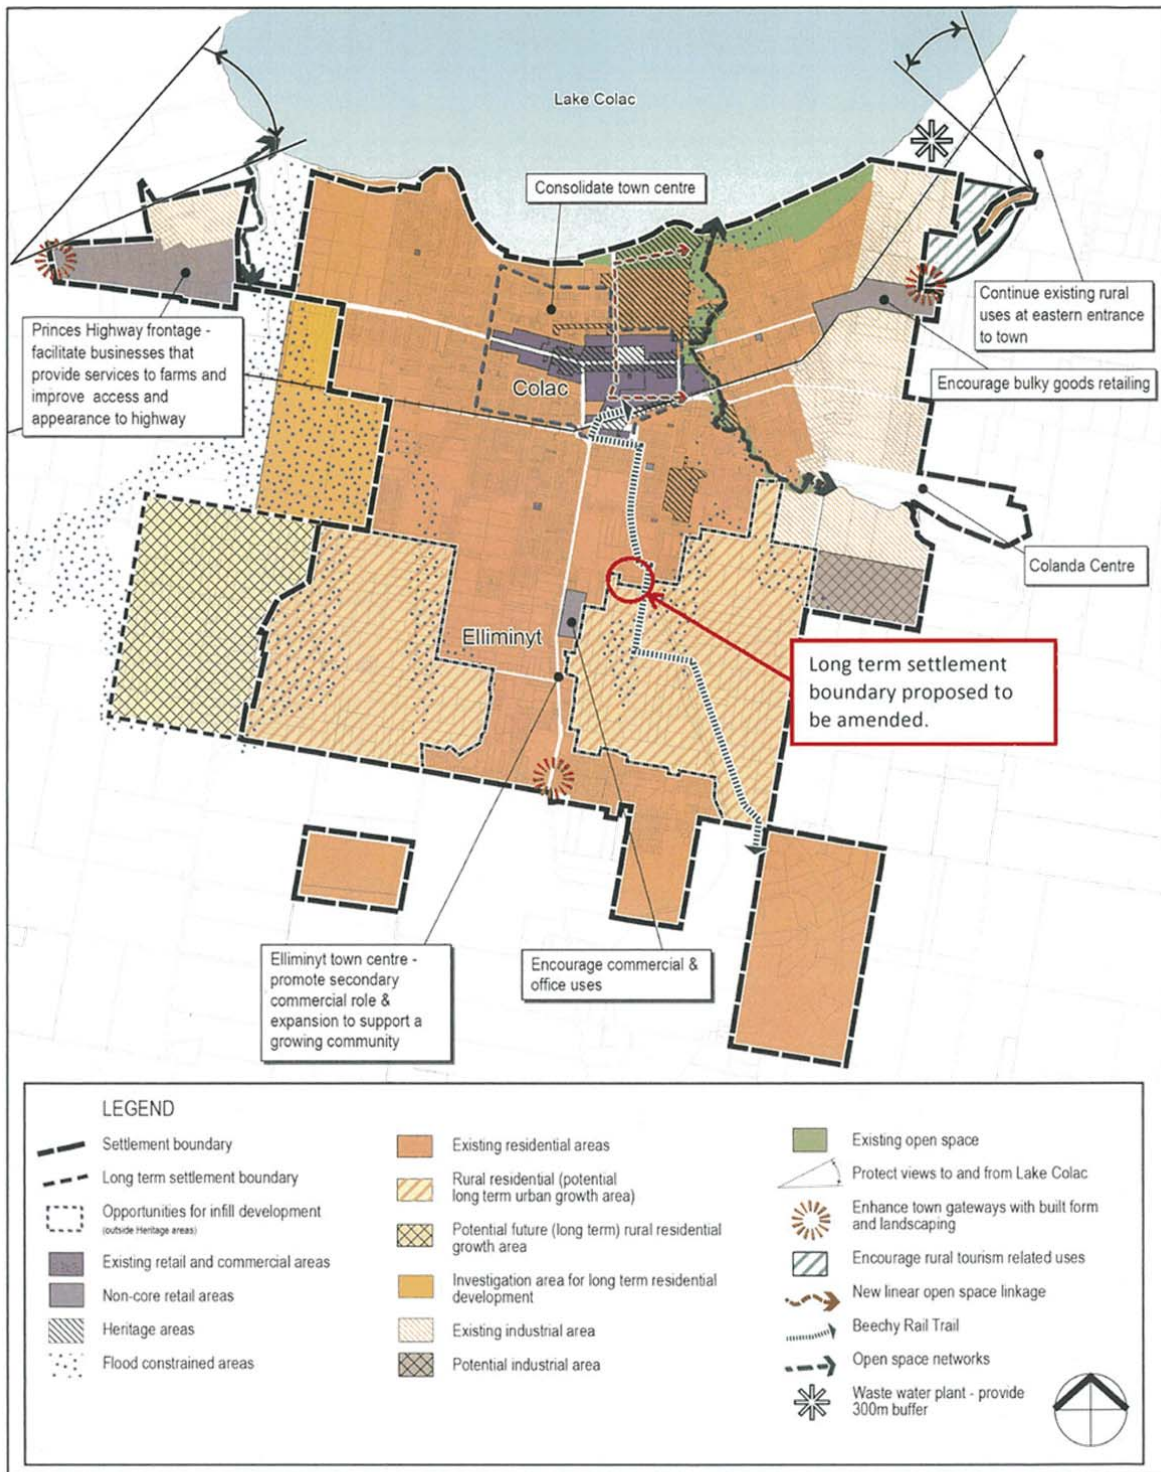 Lake Colac
Consolidate town centre
Princes Highway frontage -
facilitate businesses that
provide services to farms and
improve access and
appearance to highway
Continue existing rural
uses at eastern entrance
to town
Encourage bulky goods retailing
Colac
Colanda Centre
Elliminyt
Long term settlement
boundary proposed to
be amended.
Elliminyt town centre -
promote secondary
commercial role &
expansion to support a
growing community
Encourage commercial &
office uses
LEGEND
Settlement boundary
Long term settlement boundary
Opportunities for infill development
(outside Heritage areas)
Existing retail and commercial areas
Non-core retail areas
Heritage areas
Flood constrained areas
Existing residential areas
Rural residential (potential
long term urban growth area)
Potential future (long term) rural residential
growth area
Investigation area for long term residential
development
Existing industrial area
Potential industrial area
Existing open space
Protect views to and from Lake Colac
Enhance town gateways with built form
and landscaping
Encourage rural tourism related uses
New linear open space linkage
Beechy Rail Trail
Open space networks
Waste water plant - provide
300m buffer